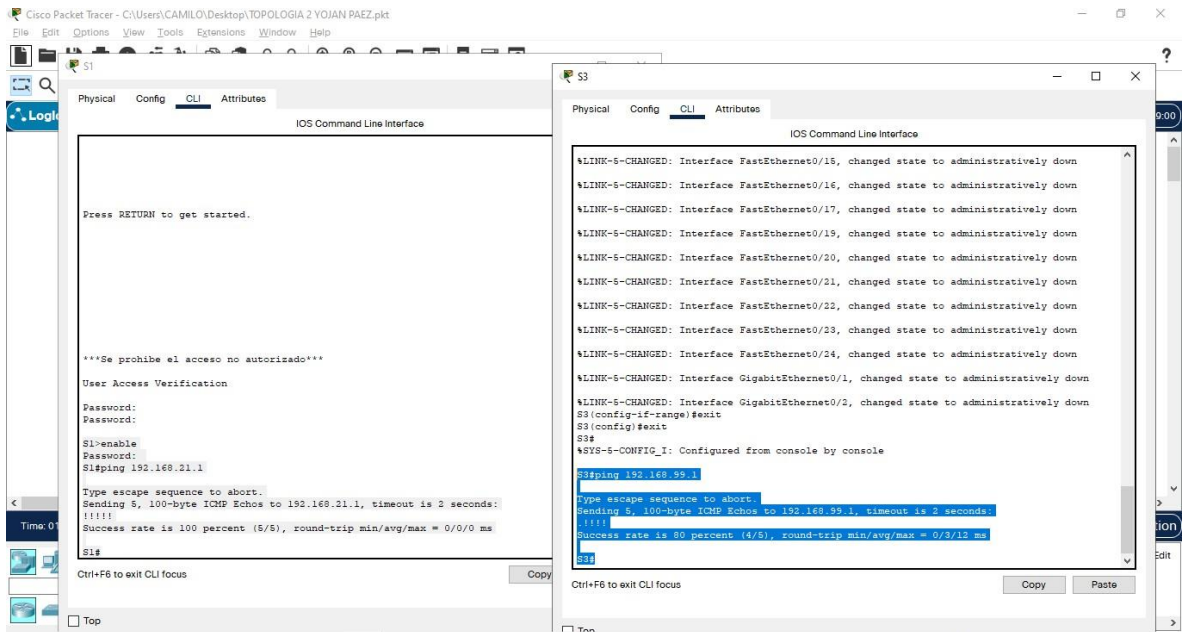 Cisco Packet Tracer - C:\Users\CAMILO\Desktop\TOPOLOGIA 2 YOJAN PAEZ.pkt
File Edit Options View Tools Extensions Window Help
?
S1
Physical Config CLI Attributes
IOS Command Line Interface
Press RETURN to get started.
***Se prohibe el acceso no autorizado***
User Access Verification
Password:
Password:
S1>enable
Password:
S1#ping 192.168.21.1
Type escape sequence to abort.
Sending 5, 100-byte ICMP Echos to 192.168.21.1, timeout is 2 seconds:
!!!!!
Success rate is 100 percent (5/5), round-trip min/avg/max = 0/0/0 ms
S1#
Ctrl+F6 to exit CLI focus
Copy
Top
S3
Physical Config CLI Attributes
IOS Command Line Interface
%LINK-5-CHANGED: Interface FastEthernet0/15, changed state to administratively down
%LINK-5-CHANGED: Interface FastEthernet0/16, changed state to administratively down
%LINK-5-CHANGED: Interface FastEthernet0/17, changed state to administratively down
%LINK-5-CHANGED: Interface FastEthernet0/19, changed state to administratively down
%LINK-5-CHANGED: Interface FastEthernet0/20, changed state to administratively down
%LINK-5-CHANGED: Interface FastEthernet0/21, changed state to administratively down
%LINK-5-CHANGED: Interface FastEthernet0/22, changed state to administratively down
%LINK-5-CHANGED: Interface FastEthernet0/23, changed state to administratively down
%LINK-5-CHANGED: Interface FastEthernet0/24, changed state to administratively down
%LINK-5-CHANGED: Interface GigabitEthernet0/1, changed state to administratively down
%LINK-5-CHANGED: Interface GigabitEthernet0/2, changed state to administratively down
S3(config-if-range)#exit
S3(config)#exit
S3#
%SYS-5-CONFIG_I: Configured from console by console
S3#ping 192.168.99.1
Type escape sequence to abort.
Sending 5, 100-byte ICMP Echos to 192.168.99.1, timeout is 2 seconds:
.!!!!
Success rate is 80 percent (4/5), round-trip min/avg/max = 0/3/12 ms
S3#
Ctrl+F6 to exit CLI focus
Copy Paste
Top
Logic
9:00
Time: 01
tion
Edit